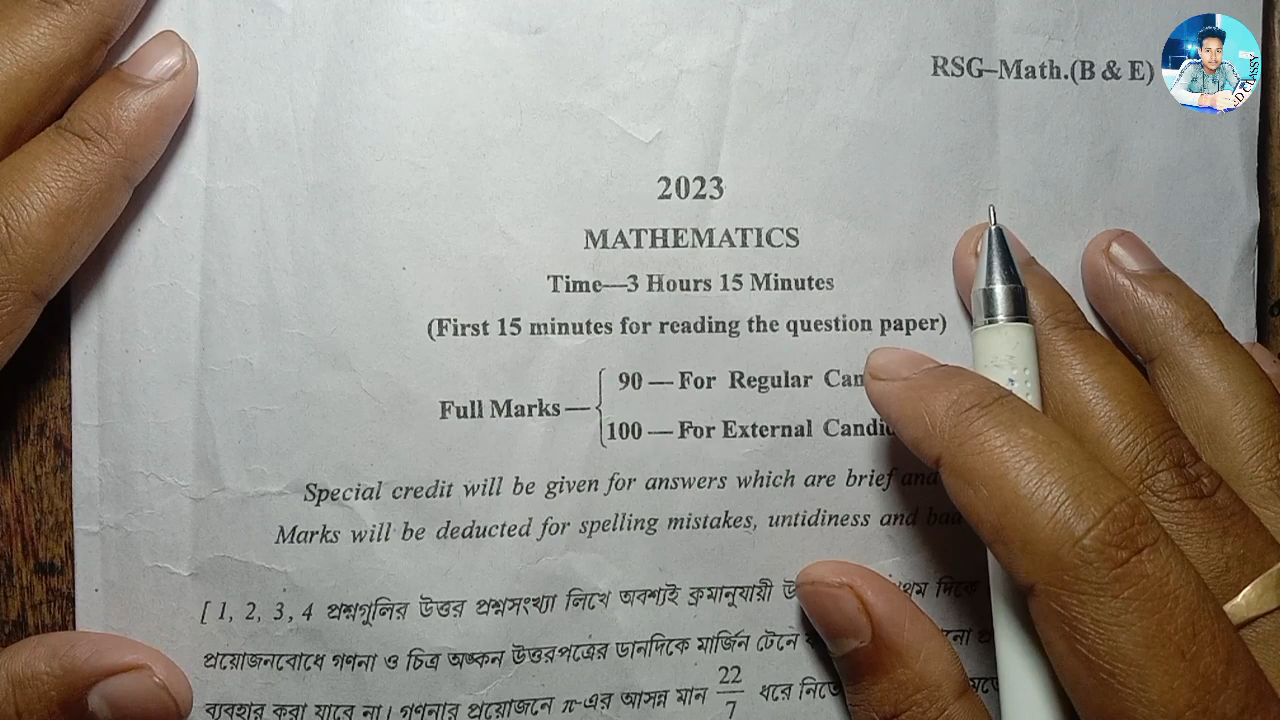 RSG–Math.(B & E)
2023
MATHEMATICS
Time—3 Hours 15 Minutes
(First 15 minutes for reading the question paper)
Full Marks — 90 — For Regular
100 — For External
Special credit will be given for answers which are brief and
Marks will be deducted for spelling mistakes, untidiness and bad
[ 1, 2, 3, 4 প্রশ্নগুলির উত্তর প্রশ্নসংখ্যা লিখে অবশ্যই ক্রমানুযায়ী দিকে
প্রয়োজনবোধে গণনা ও চিত্র অঙ্কন উত্তরপত্রের ডানদিকে মার্জিন টেনে
ব্যবহার করা যাবে না। গণনার প্রয়োজনে π-এর আসন্ন মান 22/7 ধরে নিতে